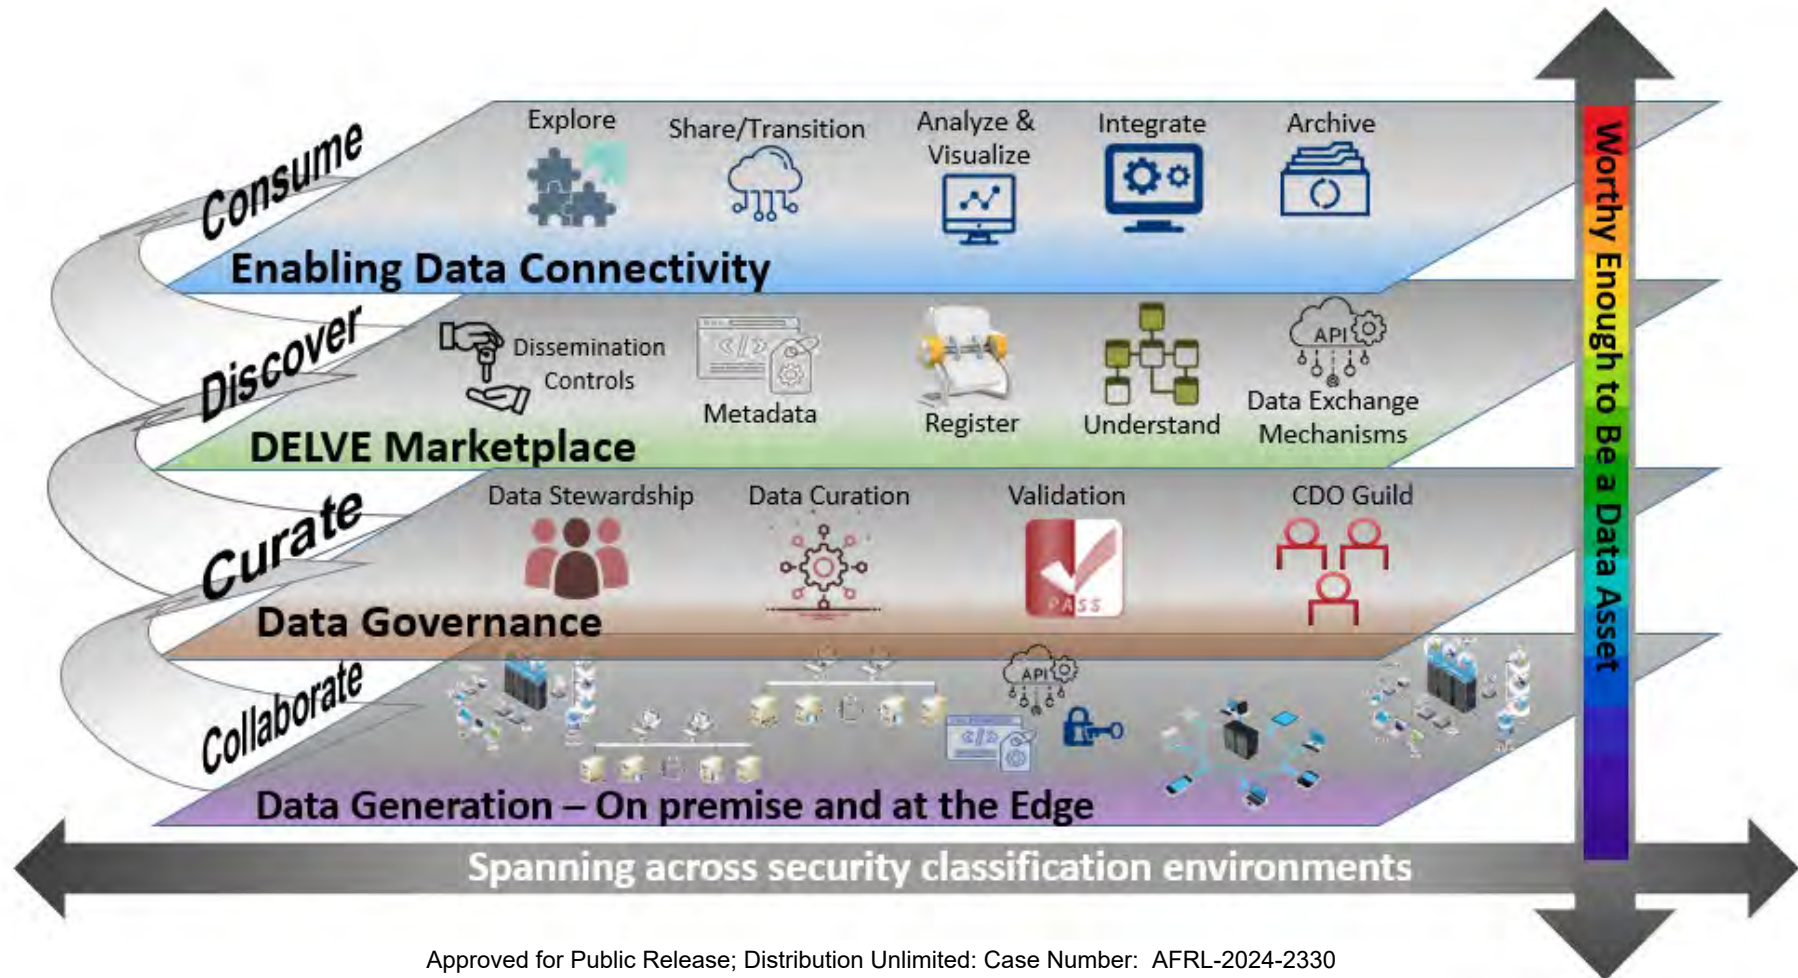 Consume
Explore
Share/Transition
Analyze &
Visualize
Integrate
Archive
Enabling Data Connectivity
Discover
Dissemination
Controls
</>
Metadata
Register
Understand
API
Data Exchange
Mechanisms
DELVE Marketplace
Curate
Data Stewardship
Data Curation
Validation
PASS
CDO Guild
Data Governance
Collaborate
API
</>
Data Generation – On premise and at the Edge
Worthy Enough to Be a Data Asset
Spanning across security classification environments
Approved for Public Release; Distribution Unlimited: Case Number: AFRL-2024-2330